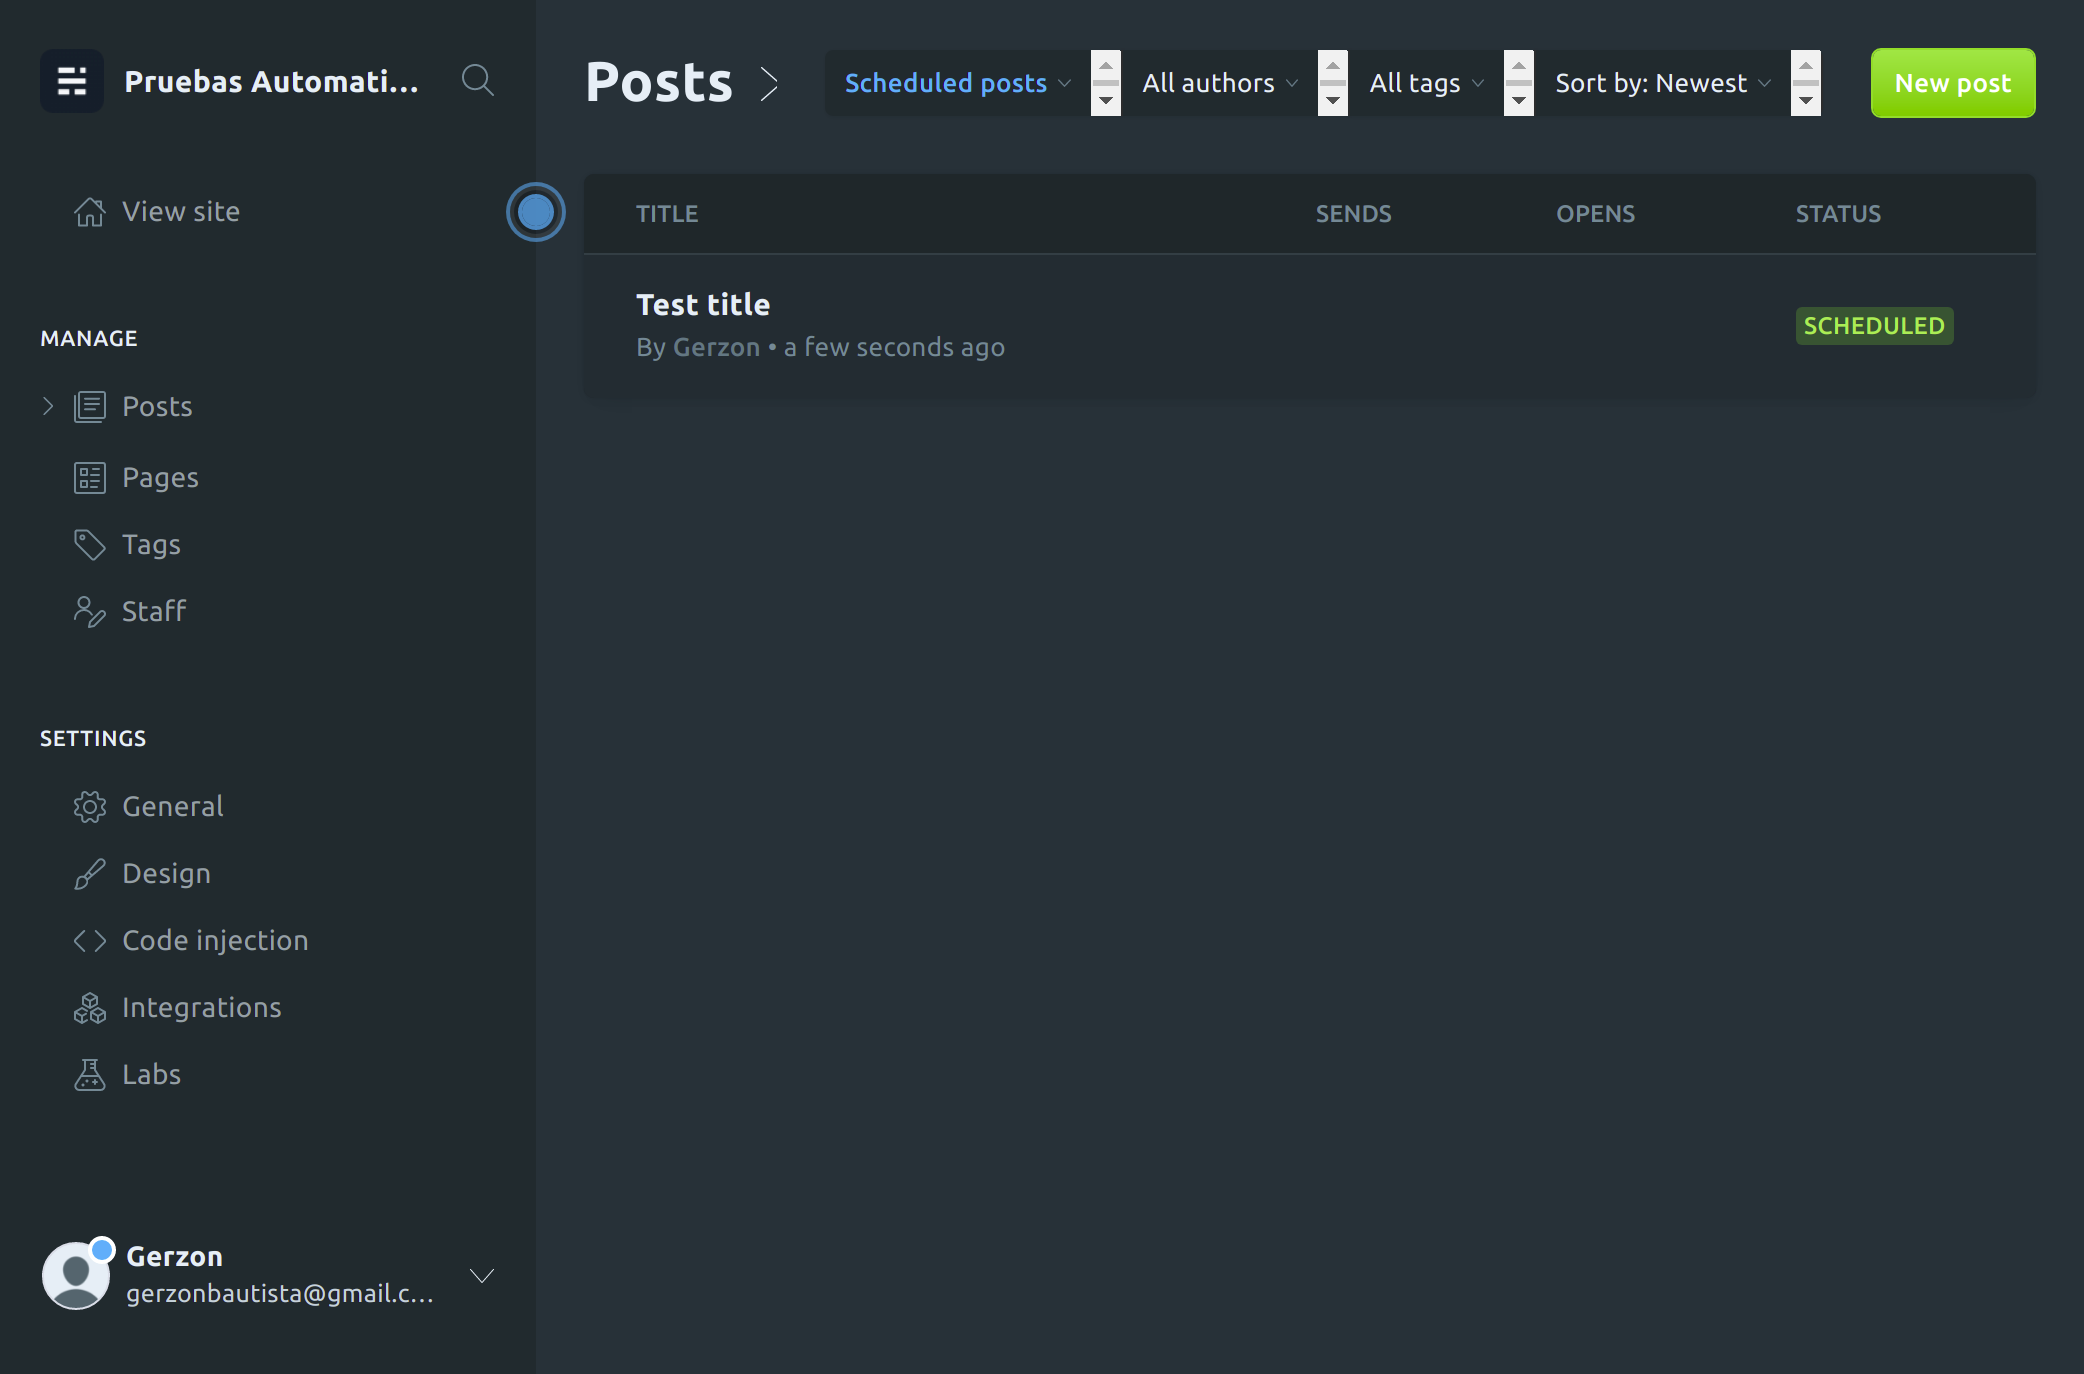 Pruebas Automati...
View site
MANAGE
Posts
Pages
Tags
Staff
SETTINGS
General
Design
Code injection
Integrations
Labs
Gerzon
gerzonbautista@gmail.c...
Posts
Scheduled posts
All authors
All tags
Sort by: Newest
New post
TITLE SENDS OPENS STATUS
Test title
By Gerzon • a few seconds ago
SCHEDULED